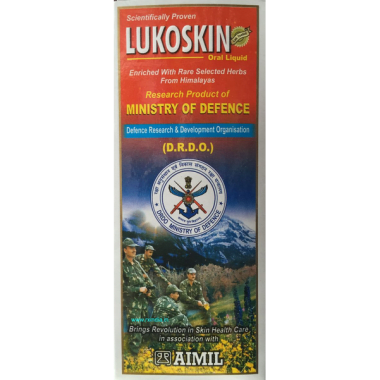 Scientifically Proven
LUKOSKIN
Oral Liquid
Enriched With Rare Selected Herbs
From Himalayas
Research Product of
MINISTRY OF DEFENCE
Defence Research & Development Organisation
(D.R.D.O.)
DRDO MINISTRY OF DEFENCE
Brings Revolution in Skin Health Care
in association with
AIMIL